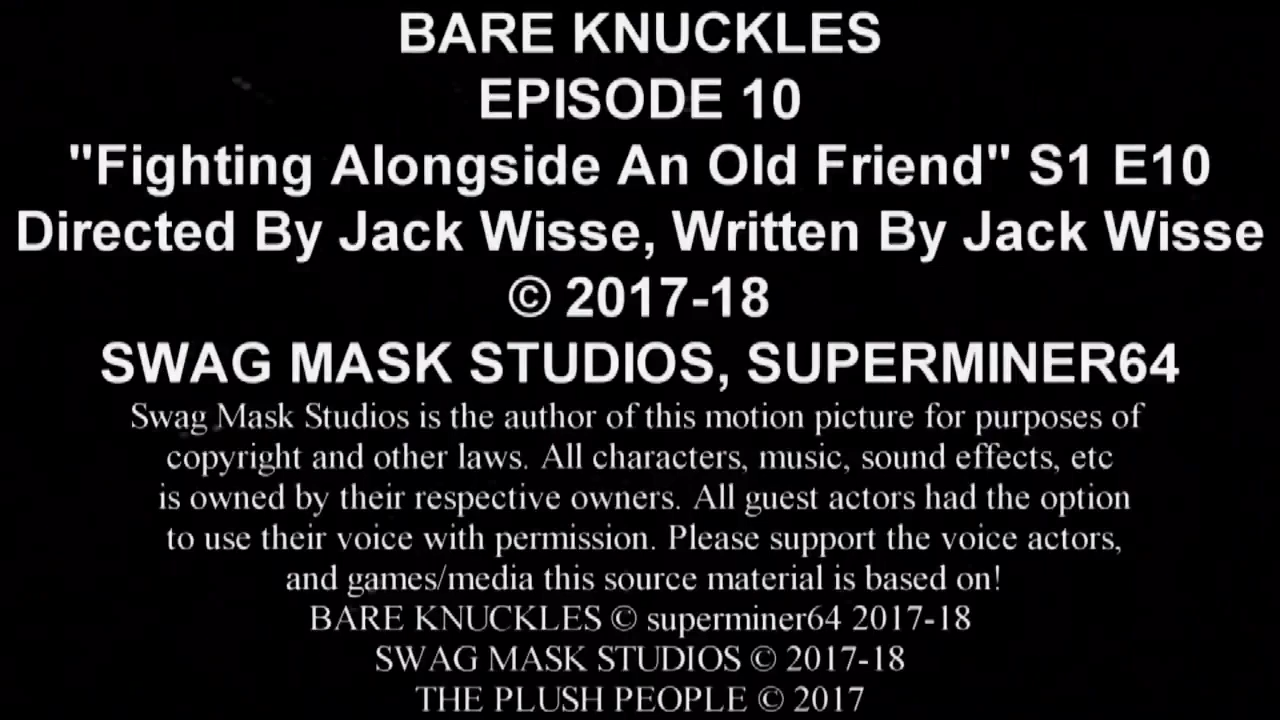 BARE KNUCKLES
EPISODE 10
"Fighting Alongside An Old Friend" S1 E10
Directed By Jack Wisse, Written By Jack Wisse
© 2017-18
SWAG MASK STUDIOS, SUPERMINER64
Swag Mask Studios is the author of this motion picture for purposes of
copyright and other laws. All characters, music, sound effects, etc
is owned by their respective owners. All guest actors had the option
to use their voice with permission. Please support the voice actors,
and games/media this source material is based on!
BARE KNUCKLES © superminer64 2017-18
SWAG MASK STUDIOS © 2017-18
THE PLUSH PEOPLE © 2017